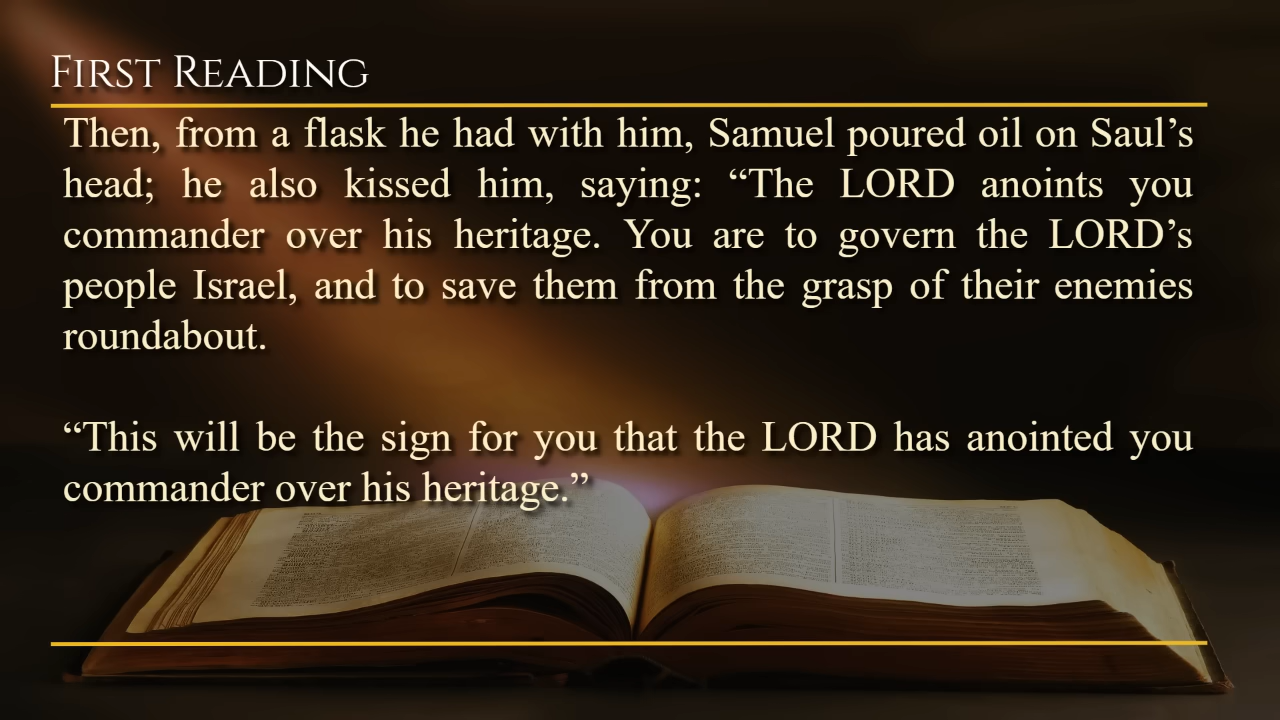 First Reading
Then, from a flask he had with him, Samuel poured oil on Saul’s
head; he also kissed him, saying: “The LORD anoints you
commander over his heritage. You are to govern the LORD’s
people Israel, and to save them from the grasp of their enemies
roundabout.
“This will be the sign for you that the LORD has anointed you
commander over his heritage.”